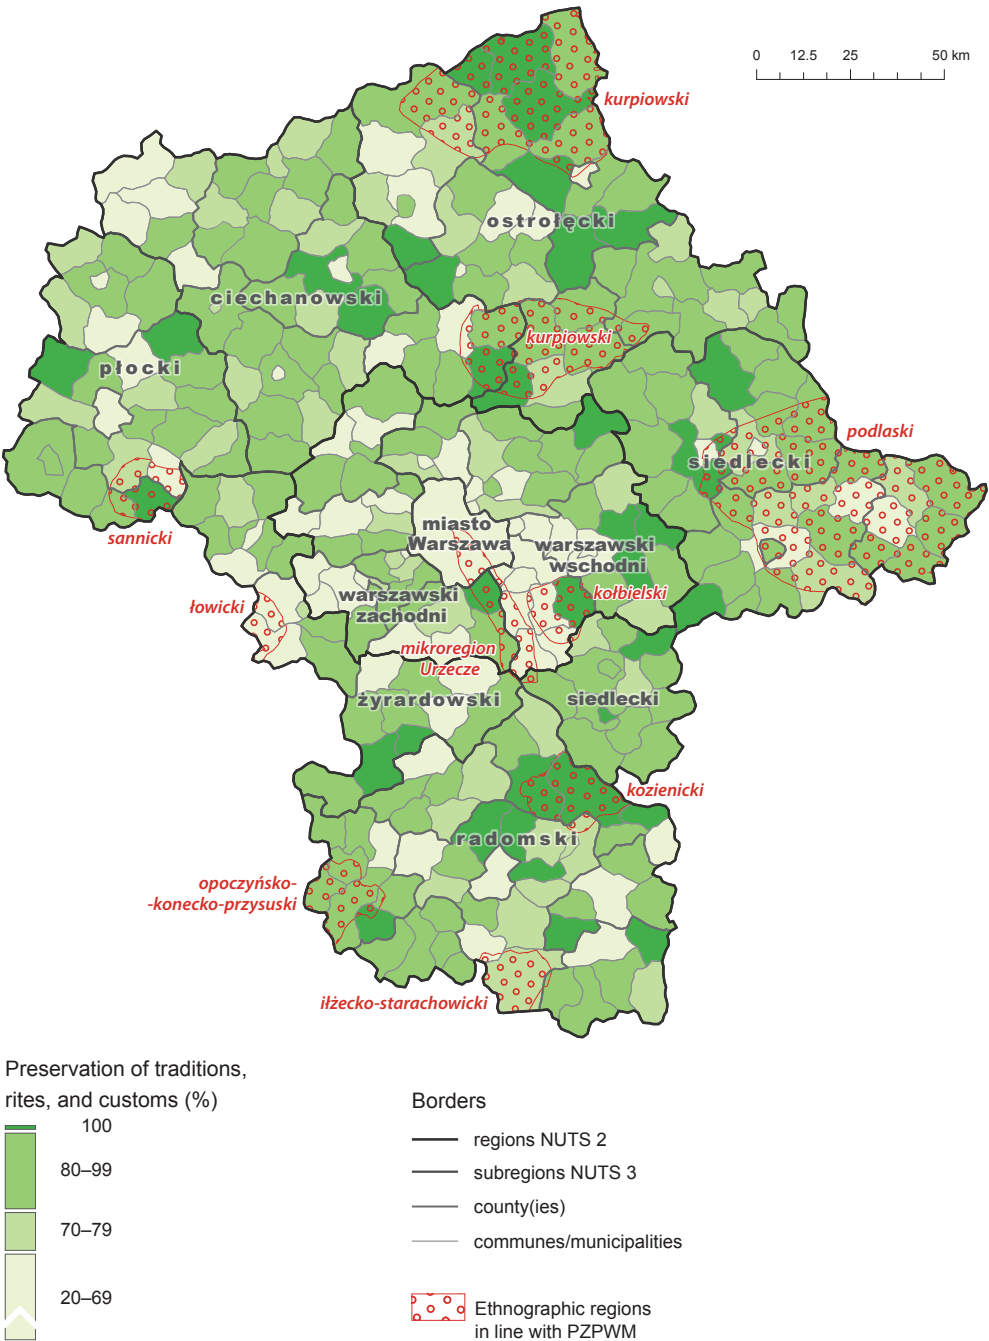 0 12.5 25 50 km
kurpiowski
ostrołęcki
ciechanowski
kurpiowski
płocki
podlaski
siedlecki
miasto
Warszawa
sannicki
warszawski
wschodni
kołbielski
łowicki
warszawski
zachodni
mikroregion
Urzecze
żyrardowski
siedlecki
kozienicki
radomski
opoczyńsko-
-konecko-przysuski
iłżecko-starachowicki
Preservation of traditions,
rites, and customs (%)
100
80–99
70–79
20–69
Borders
regions NUTS 2
subregions NUTS 3
county(ies)
communes/municipalities
Ethnographic regions
in line with PZPWM